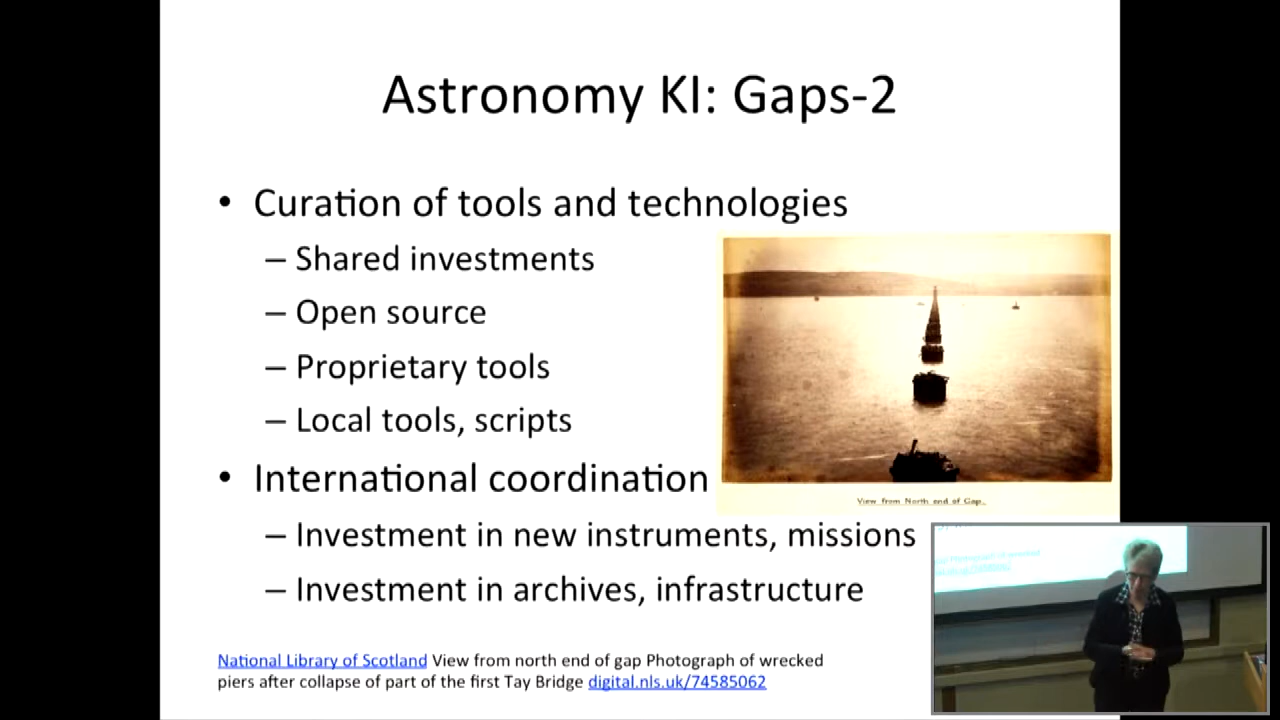 Astronomy KI: Gaps-2
• Curation of tools and technologies
– Shared investments
– Open source
– Proprietary tools
– Local tools, scripts
• International coordination
– Investment in new instruments, missions
– Investment in archives, infrastructure
View from North end of Gap.
National Library of Scotland View from north end of gap Photograph of wrecked
piers after collapse of part of the first Tay Bridge digital.nls.uk/74585062